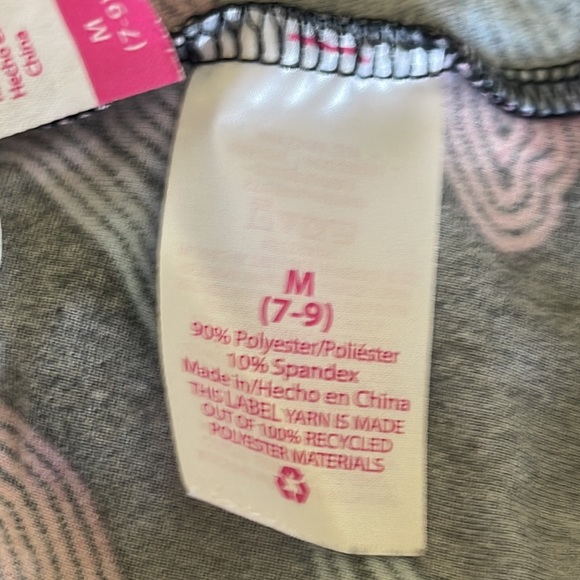 M
(7-9)
Hecho
China
M
(7-9)
90% Polyester/Poliéster
10% Spandex
Made in/Hecho en China
THIS LABEL YARN IS MADE
OUT OF 100% RECYCLED
POLYESTER MATERIALS